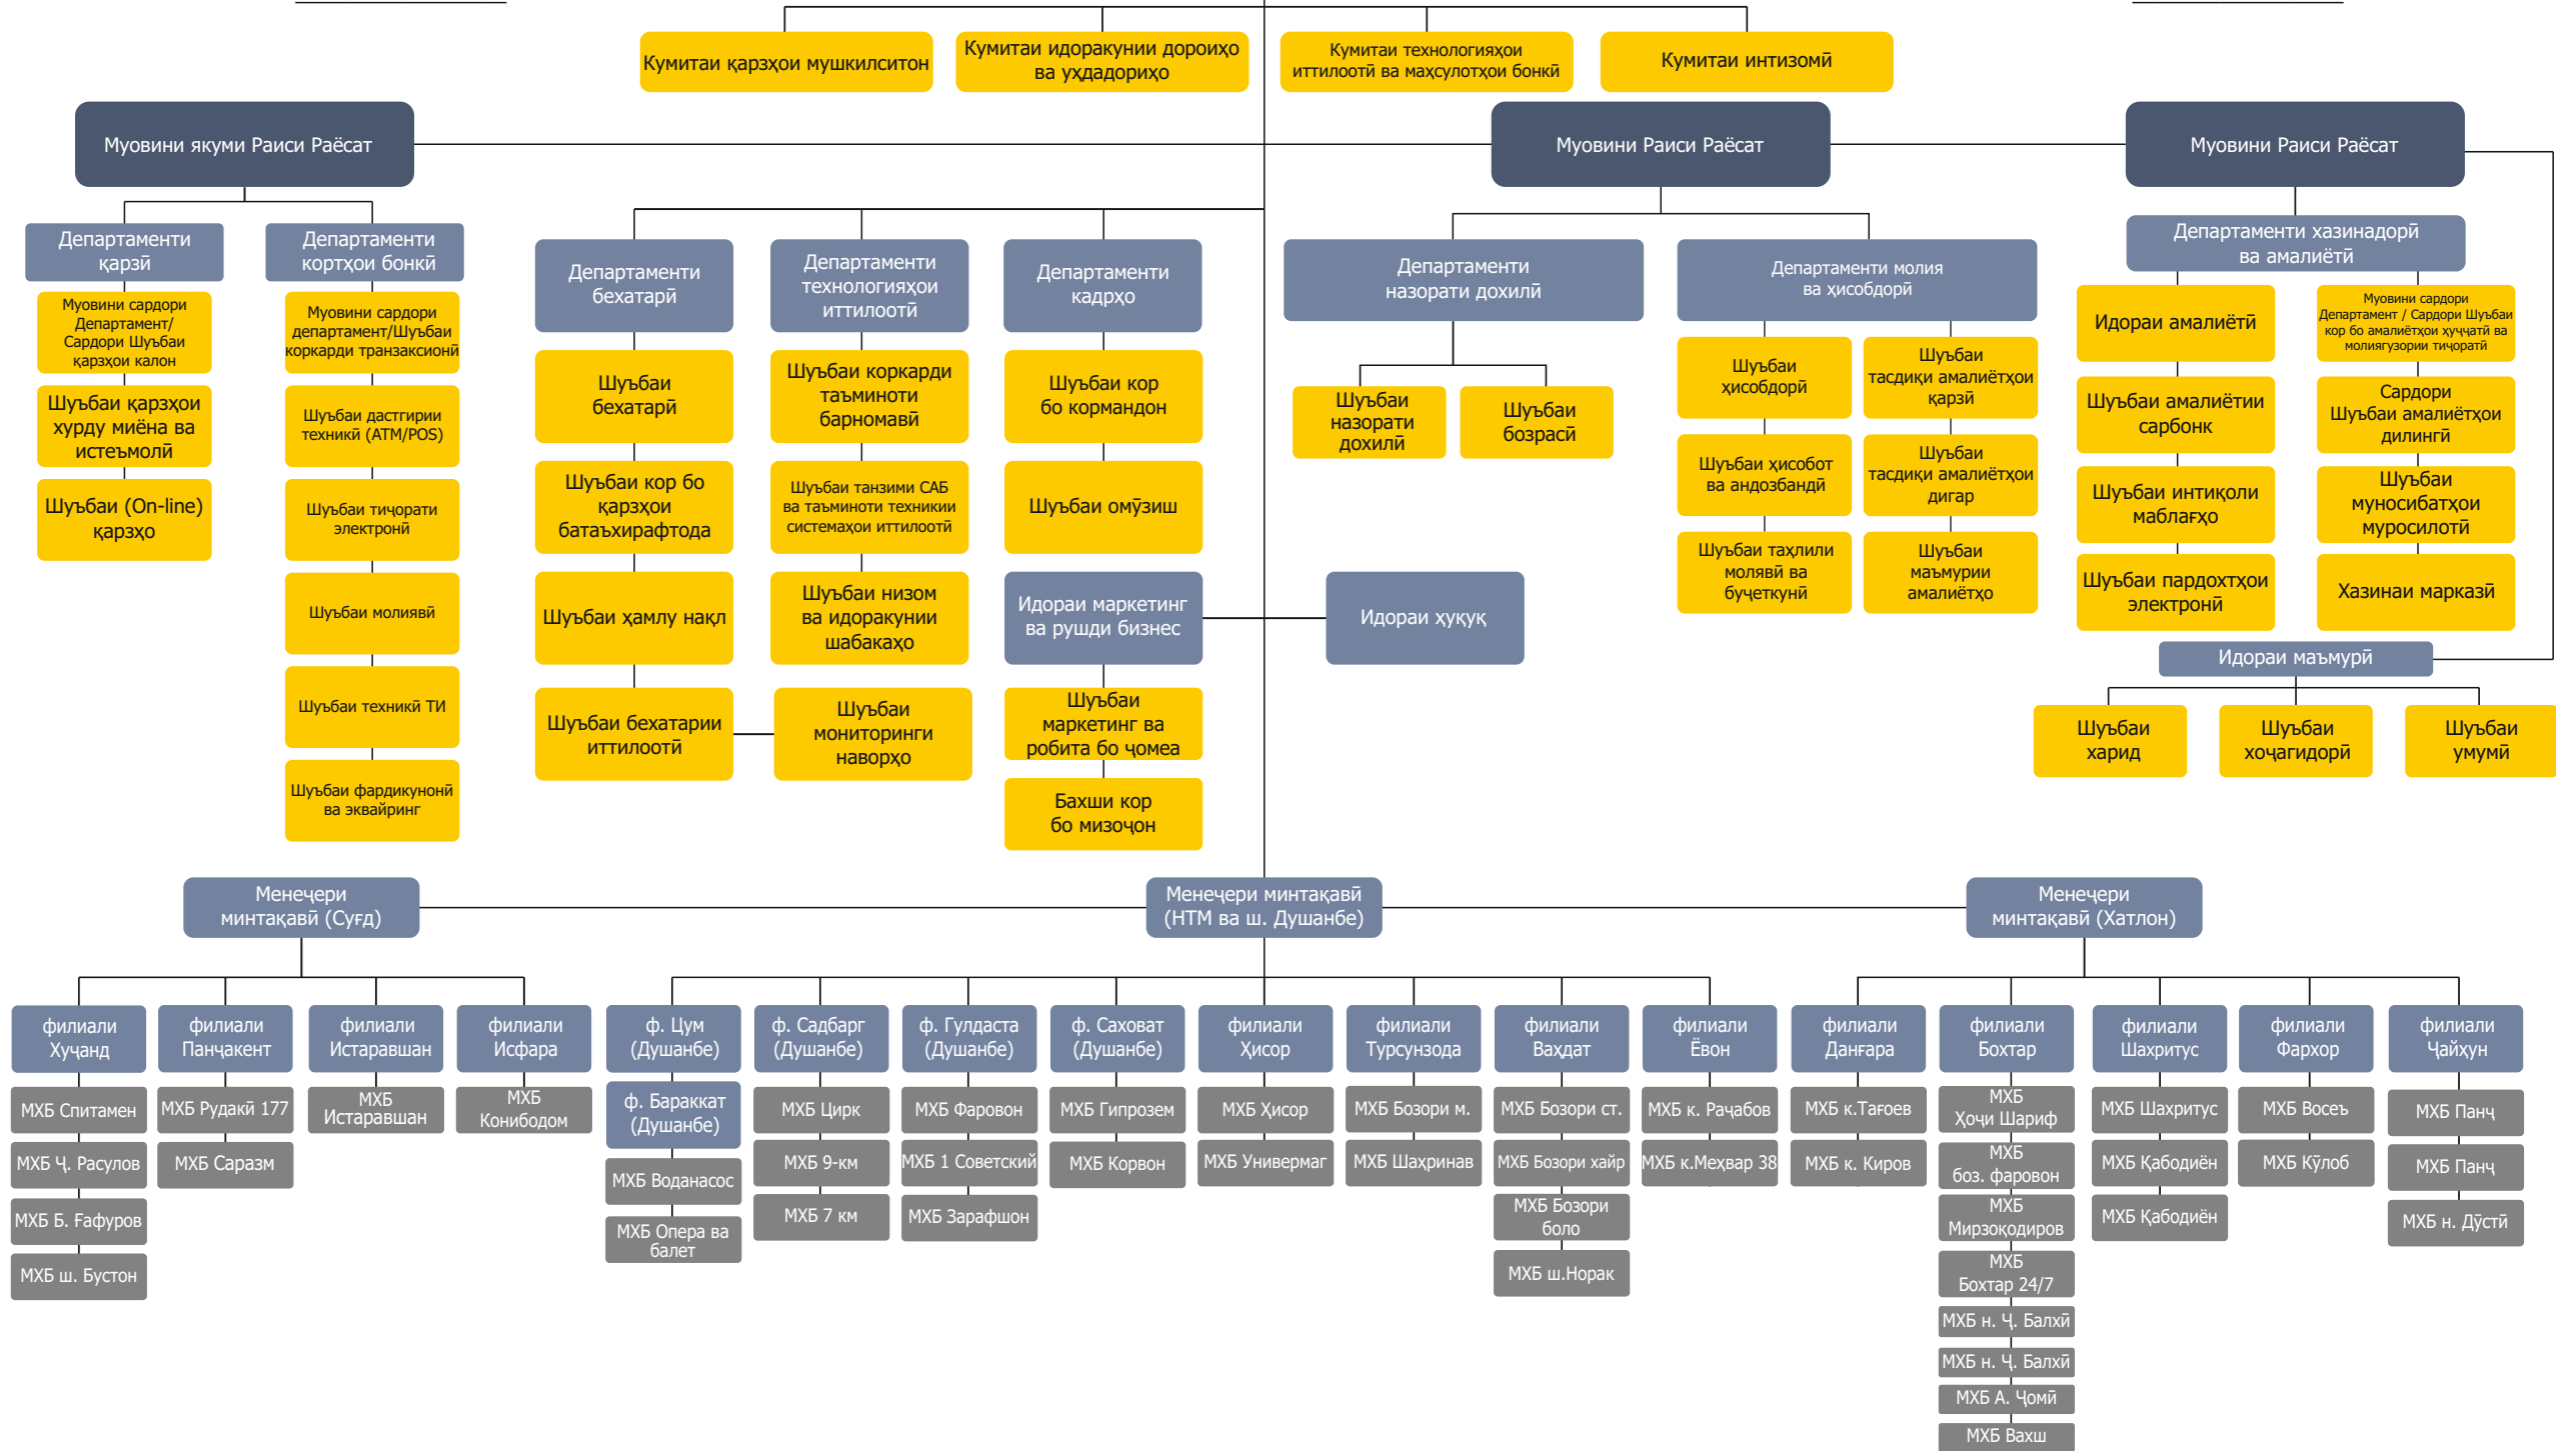 Кумитаи қарзҳои мушкилситон
Кумитаи идоракунии дороиҳо
ва уҳдадориҳо
Кумитаи технологияҳои
иттилоотӣ ва маҳсулотҳои бонкӣ
Кумитаи интизомӣ
Муовини якуми Раиси Раёсат
Муовини Раиси Раёсат
Муовини Раиси Раёсат
Департаменти
қарзӣ
Муовини сардори
Департамент/
Сардори Шуъбаи
қарзҳои калон
Шуъбаи қарзҳои
хурду миёна ва
истеъмолӣ
Шуъбаи (On-line)
қарзҳо
Департаменти
кортҳои бонкӣ
Муовини сардори
департамент/Шуъбаи
коркарди транзаксионӣ
Шуъбаи дастгирии
техникӣ (ATM/POS)
Шуъбаи тиҷорати
электронӣ
Шуъбаи молиявӣ
Шуъбаи техникӣ ТИ
Шуъбаи фардикунонӣ
ва эквайринг
Департаменти
бехатарӣ
Шуъбаи
бехатарӣ
Шуъбаи кор бо
қарзҳои
батаъхирафтода
Шуъбаи ҳамлу нақл
Шуъбаи бехатарии
иттилоотӣ
Департаменти
технологияҳои
иттилоотӣ
Шуъбаи коркарди
таъминоти
барномавӣ
Шуъбаи танзими САБ
ва таъминоти техникии
системаҳои иттилоотӣ
Шуъбаи низом
ва идоракунии
шабакаҳо
Шуъбаи
мониторинги
наворҳо
Департаменти
кадрҳо
Шуъбаи кор
бо кормандон
Шуъбаи омӯзиш
Идораи маркетинг
ва рушди бизнес
Шуъбаи
маркетинг ва
робита бо ҷомеа
Бахши кор
бо мизоҷон
Идораи ҳуқуқ
Департаменти
назорати дохилӣ
Шуъбаи
назорати
дохилӣ
Шуъбаи
бозрасӣ
Департаменти молия
ва ҳисобдорӣ
Шуъбаи
ҳисобдорӣ
Шуъбаи ҳисобот
ва андозбандӣ
Шуъбаи таҳлили
молявӣ ва
буҷеткунӣ
Шуъбаи
тасдиқи амалиётҳои
қарзӣ
Шуъбаи
тасдиқи амалиётҳои
дигар
Шуъбаи
маъмурии
амалиётҳо
Департаменти хазинадорӣ
ва амалиётӣ
Идораи амалиётӣ
Шуъбаи амалиётии
сарбонк
Шуъбаи интиқоли
маблағҳо
Шуъбаи пардохтҳои
электронӣ
Муовини сардори
Департамент / Сардори Шуъбаи
кор бо амалиётҳои ҳуҷҷатӣ ва
молиягузории тиҷоратӣ
Сардори
Шуъбаи амалиётҳои
дилингӣ
Шуъбаи
муносибатҳои
муросилотӣ
Хазинаи марказӣ
Идораи маъмурӣ
Шуъбаи
харид
Шуъбаи
хоҷагидорӣ
Шуъбаи
умумӣ
Менеҷери
минтақавӣ (Суғд)
Менеҷери минтақавӣ
(НТМ ва ш. Душанбе)
Менеҷери
минтақавӣ (Хатлон)
филиали
Хуҷанд
МХБ Спитамен
МХБ Ҷ. Расулов
МХБ Б. Ғафуров
МХБ ш. Бустон
филиали
Панҷакент
МХБ Рудакӣ 177
МХБ Саразм
филиали
Истаравшан
МХБ
Истаравшан
филиали
Исфара
МХБ
Конибодом
ф. Цум
(Душанбе)
ф. Бараккат
(Душанбе)
МХБ Воданасос
МХБ Опера ва
балет
ф. Садбарг
(Душанбе)
МХБ Цирк
МХБ 9-км
МХБ 7 км
ф. Гулдаста
(Душанбе)
МХБ Фаровон
МХБ 1 Советский
МХБ Зарафшон
ф. Саховат
(Душанбе)
МХБ Гипрозем
МХБ Корвон
филиали
Ҳисор
МХБ Ҳисор
МХБ Универмаг
филиали
Турсунзода
МХБ Бозори м.
МХБ Шаҳринав
филиали
Ваҳдат
МХБ Бозори ст.
МХБ Бозори хайр
МХБ Бозори
боло
МХБ ш.Норак
филиали
Ёвон
МХБ к. Раҷабов
МХБ к.Меҳвар 38
филиали
Данғара
МХБ к.Тағоев
МХБ к. Киров
филиали
Бохтар
МХБ
Ҳоҷи Шариф
МХБ
боз. фаровон
МХБ
Мирзоқодиров
МХБ
Бохтар 24/7
МХБ н. Ҷ. Балхӣ
МХБ н. Ҷ. Балхӣ
МХБ А. Ҷомӣ
МХБ Вахш
филиали
Шахритус
МХБ Шахритус
МХБ Қабодиён
МХБ Қабодиён
филиали
Фархор
МХБ Восеъ
МХБ Кӯлоб
филиали
Ҷайҳун
МХБ Панҷ
МХБ Панҷ
МХБ н. Дӯстӣ